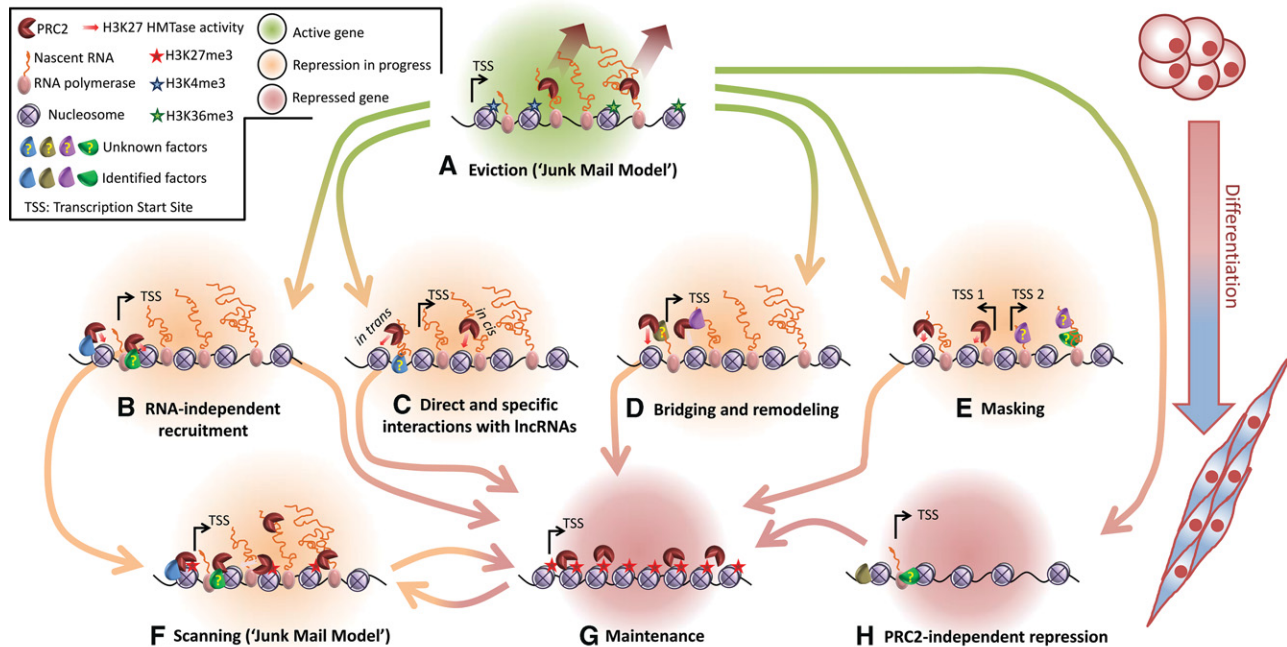 PRC2
H3K27 HMTase activity
Nascent RNA
RNA polymerase
H3K27me3
H3K4me3
Nucleosome
H3K36me3
? ? ? ?
Unknown factors
Identified factors
TSS: Transcription Start Site
Active gene
Repression in progress
Repressed gene
TSS
A Eviction ('Junk Mail Model')
Differentiation
TSS
?
B RNA-independent
recruitment
in trans
TSS
in cis
?
C Direct and specific
interactions with lncRNAs
TSS
?
D Bridging and remodeling
TSS 1
TSS 2
?
?
E Masking
TSS
?
F Scanning ('Junk Mail Model')
TSS
G Maintenance
TSS
?
H PRC2-independent repression